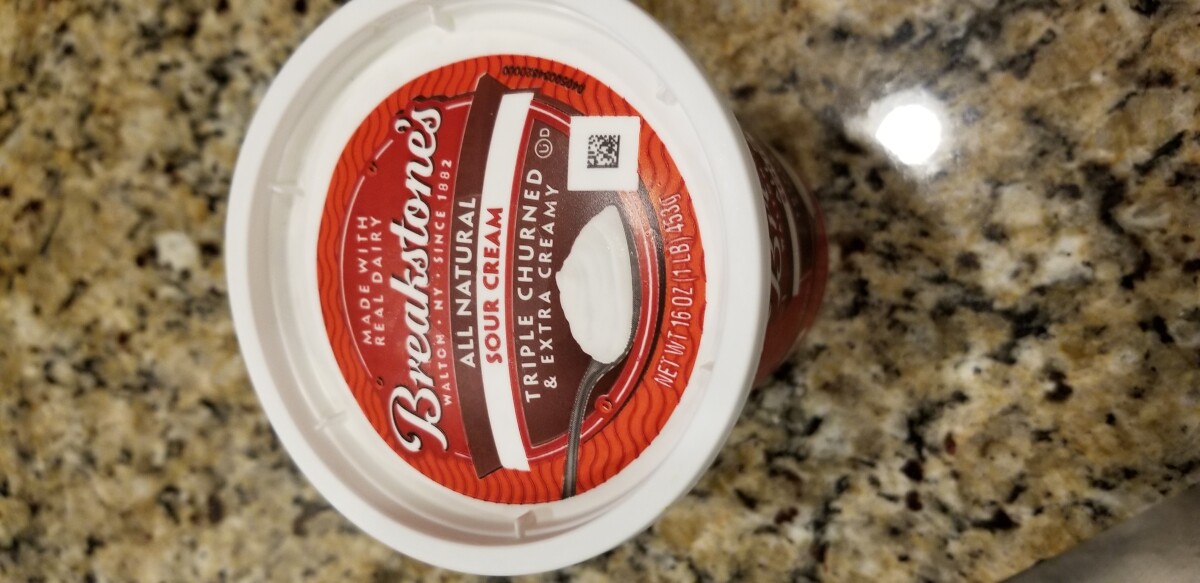 MADE WITH
REAL DAIRY
Breakstone's
WALTON • NY • SINCE 1882
ALL NATURAL
SOUR CREAM
TRIPLE CHURNED
& EXTRA CREAMY
U D
NET WT 16 OZ (1 LB) 453g